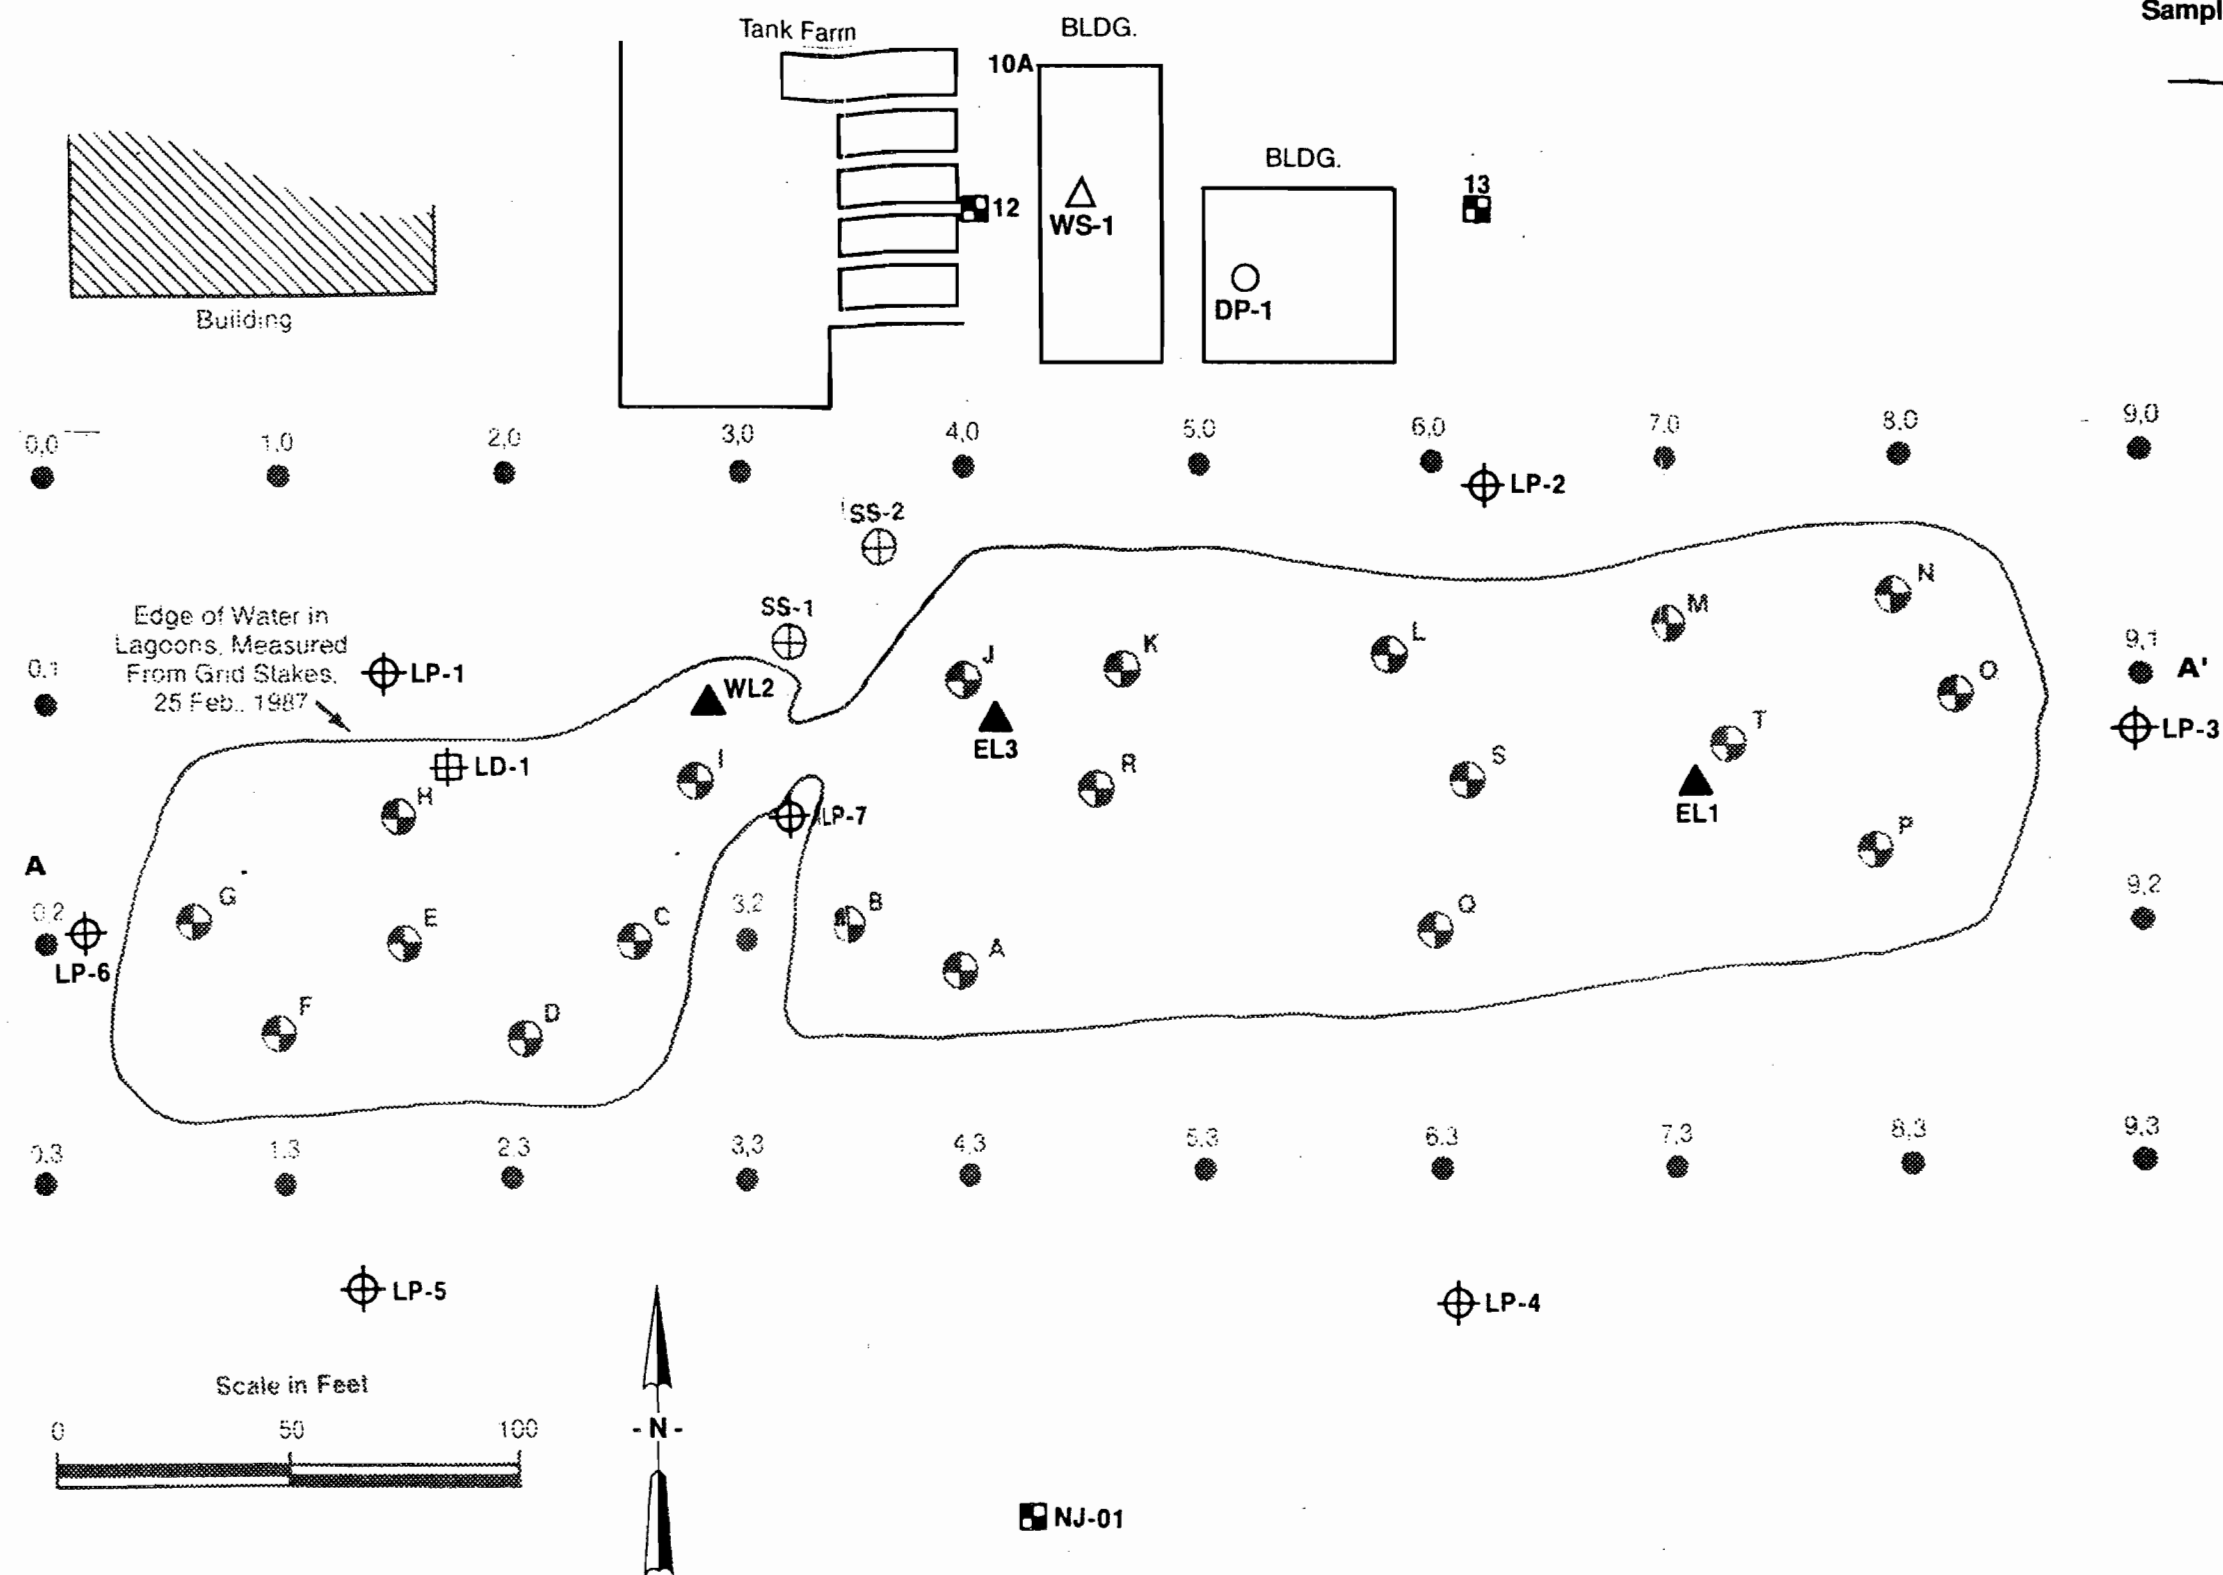 Sampl
Tank Farm
BLDG.
10A
BLDG.
13
12
WS-1
DP-1
Building
0,0
1,0
2,0
3,0
4,0
5.0
6,0
7.0
8.0
9,0
LP-2
SS-2
SS-1
Edge of Water in
Lagoons, Measured
From Grid Stakes,
25 Feb., 1987
0,1
LP-1
WL2
J
K
L
M
N
9,1
A'
O
EL3
LP-3
LD-1
H
I
R
S
T
EL1
LP-7
P
A
0,2
G
E
C
3,2
B
A
Q
9,2
LP-6
F
D
0,3
1.3
2.3
3,3
4,3
5.3
6.3
7,3
8,3
9,3
LP-5
LP-4
Scale in Feet
0
50
100
- N -
NJ-01